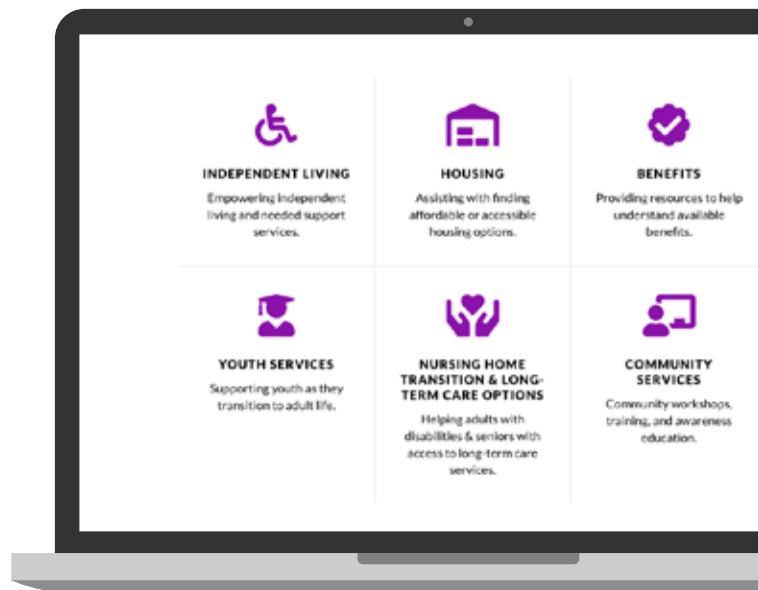 INDEPENDENT LIVING
Empowering independent
living and needed support
services.
HOUSING
Assisting with finding
affordable or accessible
housing options.
BENEFITS
Providing resources to help
understand available
benefits.
YOUTH SERVICES
Supporting youth as they
transition to adult life.
NURSING HOME
TRANSITION & LONG-
TERM CARE OPTIONS
Helping adults with
disabilities & seniors with
access to long-term care
services.
COMMUNITY
SERVICES
Community workshops,
training, and awareness
education.